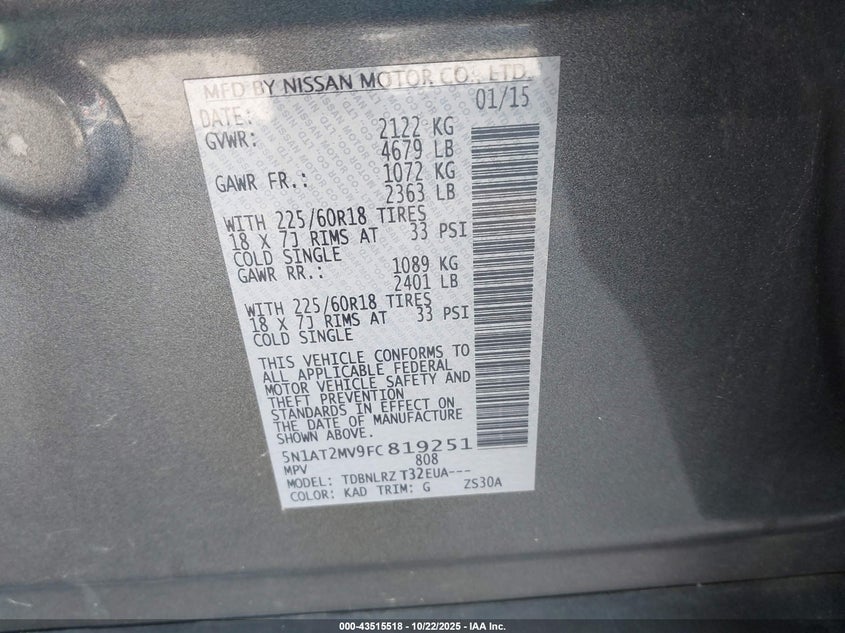 MFD BY NISSAN MOTOR CO., LTD.
DATE: 01/15
GVWR: 2122 KG
4679 LB
GAWR FR.: 1072 KG
2363 LB
WITH 225/60R18 TIRES
18 X 7J RIMS AT 33 PSI
COLD SINGLE
GAWR RR.: 1089 KG
2401 LB
WITH 225/60R18 TIRES
18 X 7J RIMS AT 33 PSI
COLD SINGLE
THIS VEHICLE CONFORMS TO
ALL APPLICABLE FEDERAL
MOTOR VEHICLE SAFETY AND
THEFT PREVENTION
STANDARDS IN EFFECT ON
THE DATE OF MANUFACTURE
SHOWN ABOVE.
5N1AT2MV9FC819251
MPV 808
MODEL: TDBNLRZ T32EUA---
COLOR: KAD TRIM: G ZS30A
000-43515518 - 10/22/2025 - IAA Inc.